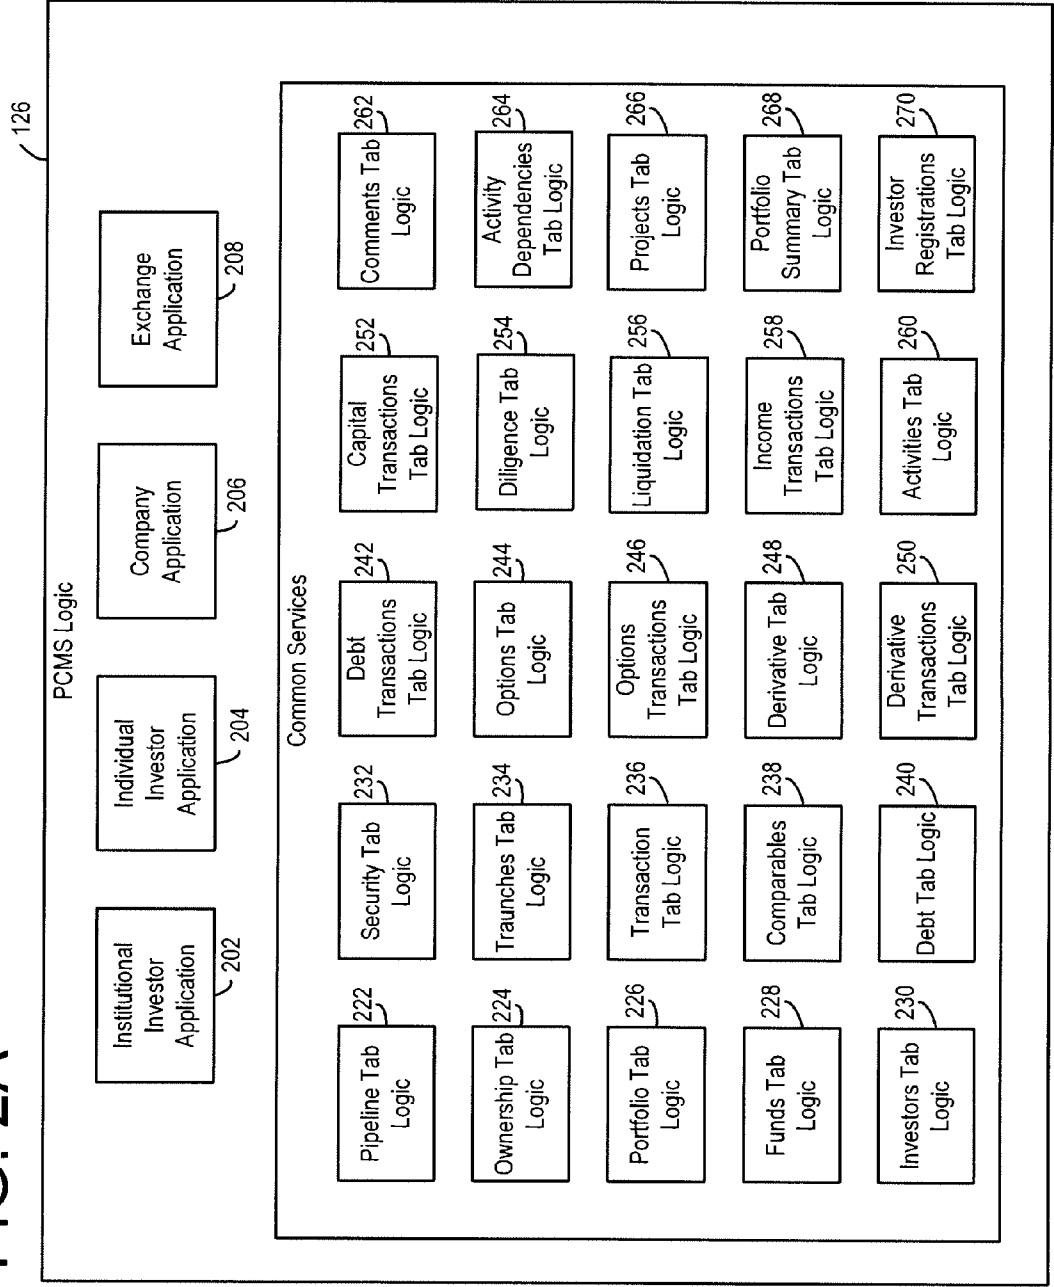 FIG. 2A
126
PCMS Logic
Institutional
Investor
Application
202
Individual
Investor
Application
204
Company
Application
206
Exchange
Application
208
Common Services
Pipeline Tab
Logic
222
Security Tab
Logic
232
Debt
Transactions
Tab Logic
242
Capital
Transactions
Tab Logic
252
Comments Tab
Logic
262
Ownership Tab
Logic
224
Traunches Tab
Logic
234
Options Tab
Logic
244
Diligence Tab
Logic
254
Activity
Dependencies
Tab Logic
264
Portfolio Tab
Logic
226
Transaction
Tab Logic
236
Options
Transactions
Tab Logic
246
Liquidation Tab
Logic
256
Projects Tab
Logic
266
Funds Tab
Logic
228
Comparables
Tab Logic
238
Derivative Tab
Logic
248
Income
Transactions
Tab Logic
258
Portfolio
Summary Tab
Logic
268
Investors Tab
Logic
230
Debt Tab Logic
240
Derivative
Transactions
Tab Logic
250
Activities Tab
Logic
260
Investor
Registrations
Tab Logic
270